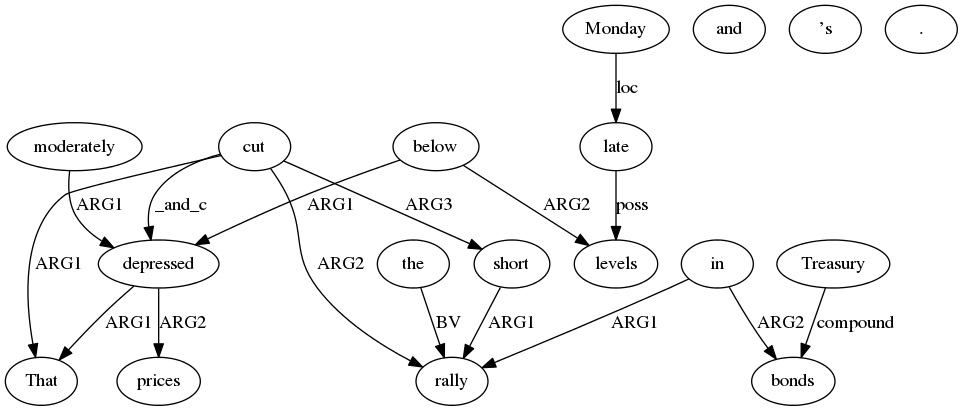 Monday and 's .
loc
moderately cut below late
ARG1 _and_c ARG1 ARG3 ARG2 poss
depressed the short levels in Treasury
ARG1 ARG1 ARG2 ARG2 BV ARG1 ARG1 ARG2 compound
That prices rally bonds